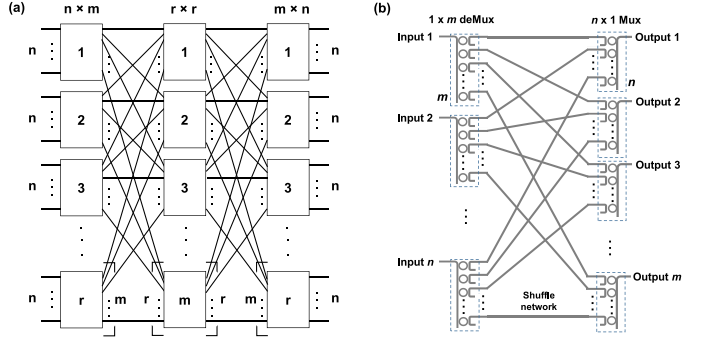 (a)
n × m
r × r
m × n
n
1
1
1
n
n
2
2
2
n
n
3
3
3
n
n
r
m
r
m
r
m
r
n
(b)
1 x m deMux
n x 1 Mux
Input 1
Output 1
m
n
Input 2
Output 2
Output 3
Input n
Output m
Shuffle
network